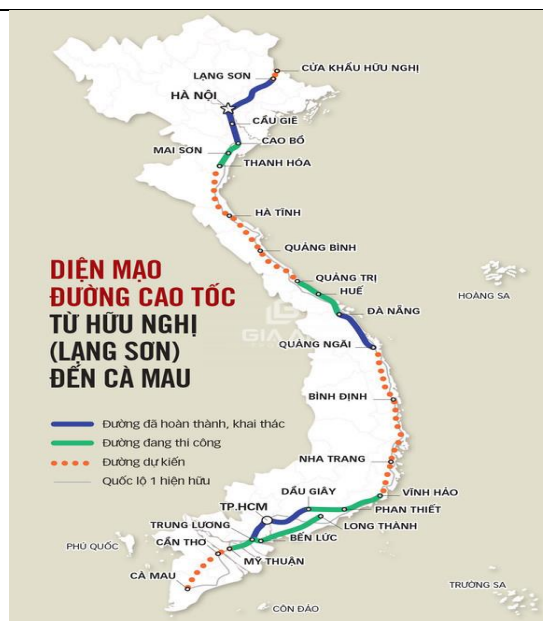 CỬA KHẨU HỮU NGHỊ
LẠNG SƠN
HÀ NỘI
CẦU GIẼ
CAO BỒ
MAI SƠN
THANH HÓA
HÀ TĨNH
QUẢNG BÌNH
DIỆN MẠO
ĐƯỜNG CAO TỐC
TỪ HỮU NGHỊ
(LẠNG SƠN)
ĐẾN CÀ MAU
QUẢNG TRỊ
HUẾ
HOÀNG SA
ĐÀ NẴNG
QUẢNG NGÃI
BÌNH ĐỊNH
Đường đã hoàn thành, khai thác
Đường đang thi công
Đường dự kiến
Quốc lộ 1 hiện hữu
NHA TRANG
DẦU GIÂY
VĨNH HẢO
TP.HCM
PHAN THIẾT
LONG THÀNH
TRUNG LƯƠNG
BẾN LỨC
CẦN THƠ
PHÚ QUỐC
MỸ THUẬN
CÀ MAU
TRƯỜNG SA
CÔN ĐẢO